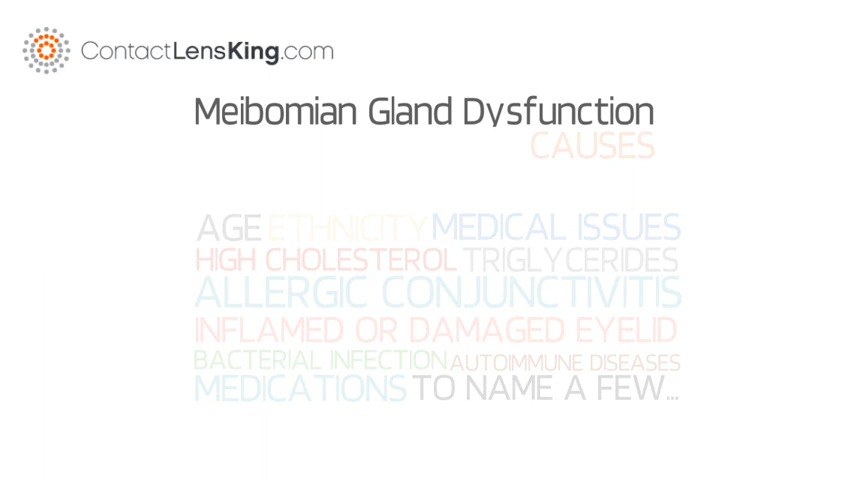 ContactLensKing.com
Meibomian Gland Dysfunction
CAUSES
AGE ETHNICITY MEDICAL ISSUES
HIGH CHOLESTEROL TRIGLYCERIDES
ALLERGIC CONJUNCTIVITIS
INFLAMED OR DAMAGED EYELID
BACTERIAL INFECTION AUTOIMMUNE DISEASES
MEDICATIONS TO NAME A FEW...